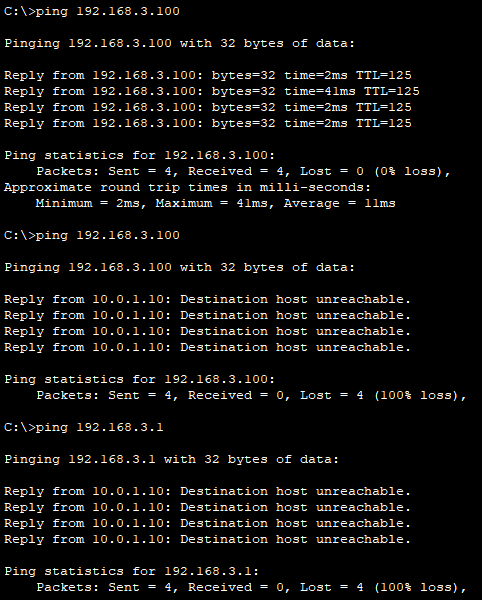 C:\>ping 192.168.3.100
Pinging 192.168.3.100 with 32 bytes of data:
Reply from 192.168.3.100: bytes=32 time=2ms TTL=125
Reply from 192.168.3.100: bytes=32 time=41ms TTL=125
Reply from 192.168.3.100: bytes=32 time=2ms TTL=125
Reply from 192.168.3.100: bytes=32 time=2ms TTL=125
Ping statistics for 192.168.3.100:
    Packets: Sent = 4, Received = 4, Lost = 0 (0% loss),
Approximate round trip times in milli-seconds:
    Minimum = 2ms, Maximum = 41ms, Average = 11ms
C:\>ping 192.168.3.100
Pinging 192.168.3.100 with 32 bytes of data:
Reply from 10.0.1.10: Destination host unreachable.
Reply from 10.0.1.10: Destination host unreachable.
Reply from 10.0.1.10: Destination host unreachable.
Reply from 10.0.1.10: Destination host unreachable.
Ping statistics for 192.168.3.100:
    Packets: Sent = 4, Received = 0, Lost = 4 (100% loss),
C:\>ping 192.168.3.1
Pinging 192.168.3.1 with 32 bytes of data:
Reply from 10.0.1.10: Destination host unreachable.
Reply from 10.0.1.10: Destination host unreachable.
Reply from 10.0.1.10: Destination host unreachable.
Reply from 10.0.1.10: Destination host unreachable.
Ping statistics for 192.168.3.1:
    Packets: Sent = 4, Received = 0, Lost = 4 (100% loss),